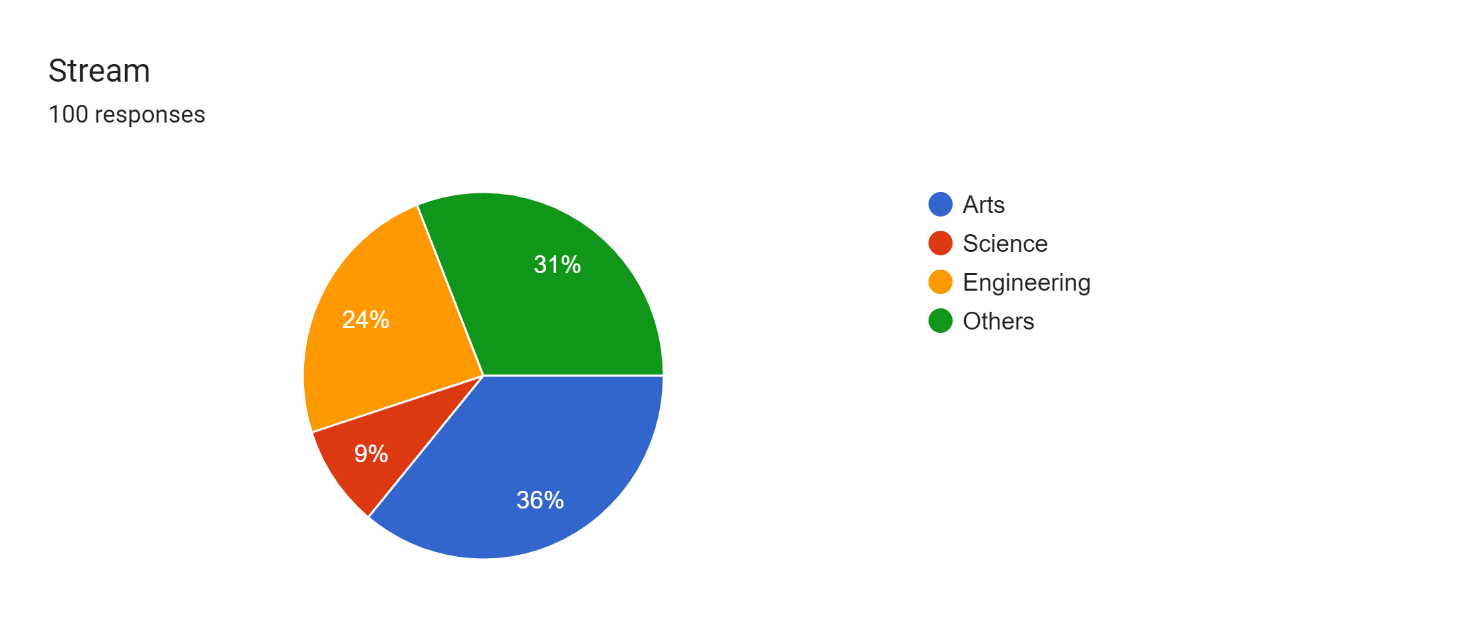 Stream
100 responses
31%
24%
9%
36%
Arts
Science
Engineering
Others